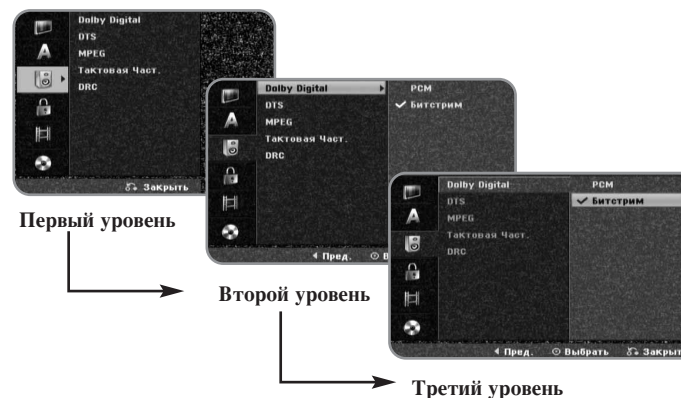 Dolby Digital
DTS
MPEG
Тактовая Част.
DRC
Закрыть
Первый уровень
Dolby Digital
DTS
MPEG
Тактовая Част.
DRC
PCM
✓ Битстрим
Пред.
Второй уровень
Dolby Digital
DTS
MPEG
Тактовая Част.
DRC
PCM
✓ Битстрим
Пред. Выбрать Закрыт
Третий уровень